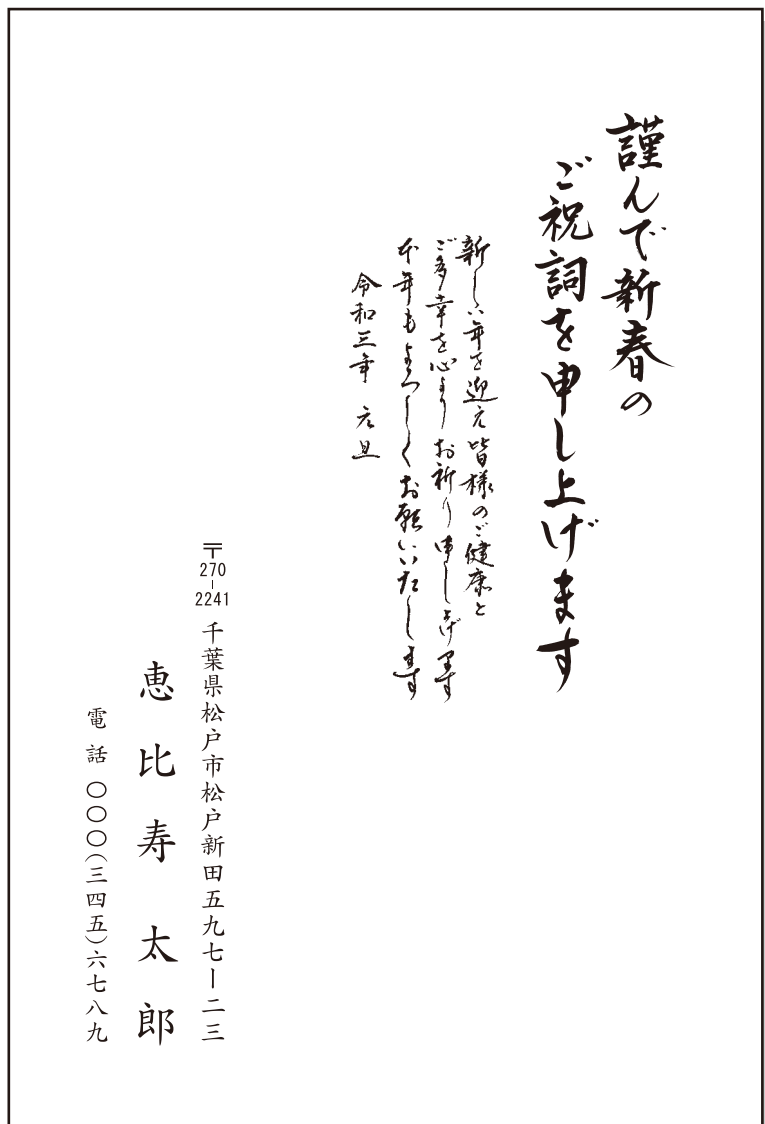 謹んで新春の
ご祝詞を申し上げます
新しい年を迎え皆様のご健康と
ご多幸を心よりお祈り申し上げます
本年もよろしくお願いいたします
令和三年 元旦
〒270-2241 千葉県松戸市松戸新田五九七ー二三
恵比寿太郎
電話 〇〇〇(三四五)六七八九